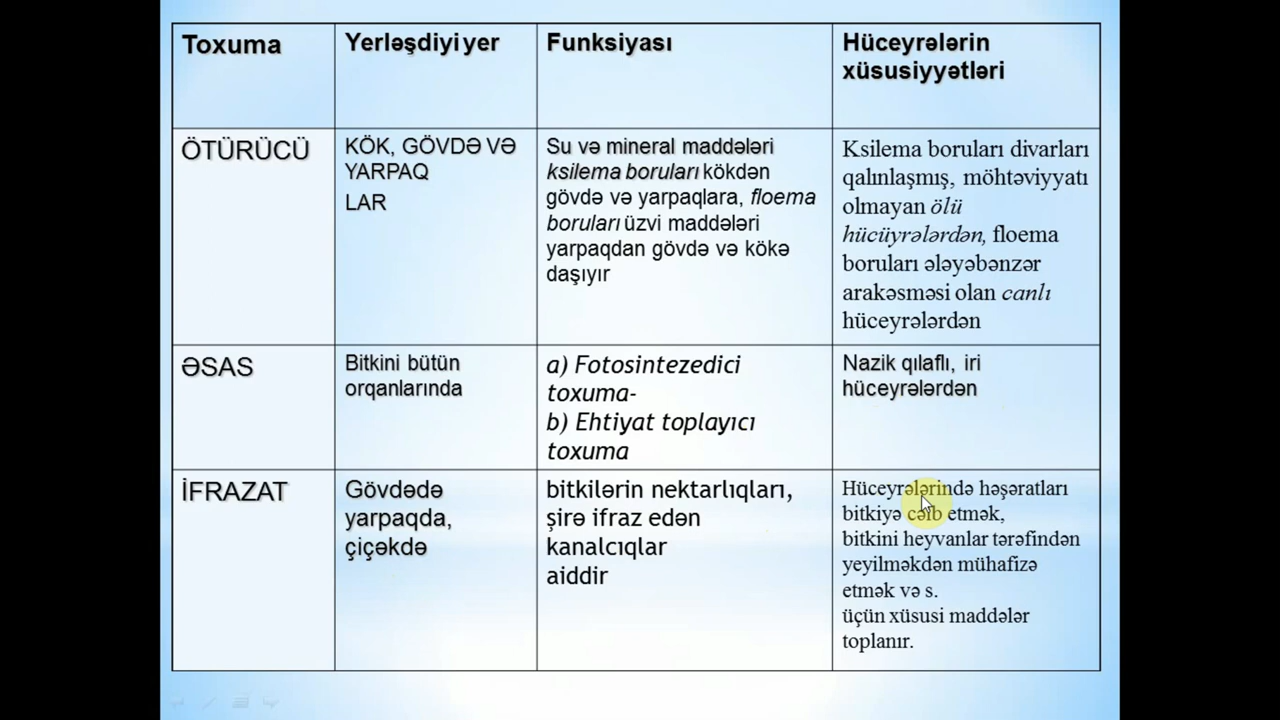 Toxuma
Yerləşdiyi yer
Funksiyası
Hüceyrələrin
xüsusiyyətləri
ÖTÜRÜCÜ
KÖK, GÖVDƏ VƏ
YARPAQ
LAR
Su və mineral maddələri
ksilema boruları kökdən
gövdə və yarpaqlara, floema
boruları üzvi maddələri
yarpaqdan gövdə və kökə
daşıyır
Ksilema boruları divarları
qalınlaşmış, möhtəviyyatı
olmayan ölü
hücüyrələrdən, floema
boruları ələyəbənzər
arakəsməsi olan canlı
hüceyrələrdən
ƏSAS
Bitkini bütün
orqanlarında
a) Fotosintezedici
toxuma-
b) Ehtiyat toplayıcı
toxuma
Nazik qılaflı, iri
hüceyrələrdən
İFRAZAT
Gövdədə
yarpaqda,
çiçəkdə
bitkilərin nektarlıqları,
şirə ifraz edən
kanalcıqlar
aiddir
Hüceyrələrində həşəratları
bitkiyə cəlb etmək,
bitkini heyvanlar tərəfindən
yeyilməkdən mühafizə
etmək və s.
üçün xüsusi maddələr
toplanır.